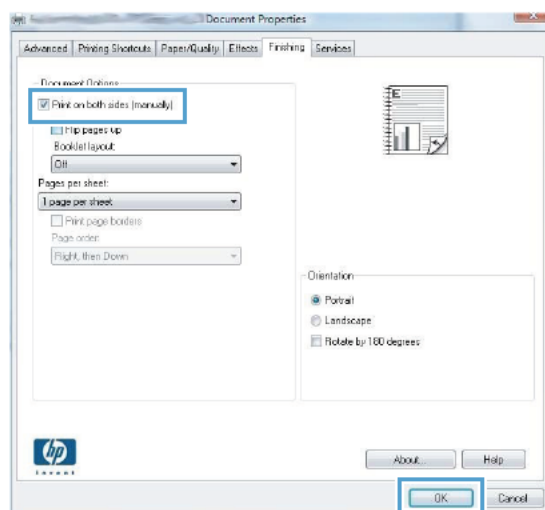 Document Properties
Advanced Printing Shortcuts Paper/Quality Effects Finishing Services
Document Options
Print on both sides (manually)
Flip pages up
Booklet layout:
Off
Pages per sheet:
1 page per sheet
Print page borders
Page order:
Right, then Down
E
Orientation
Portrait
Landscape
Rotate by 180 degrees
hp
invent
About... Help
OK Cancel